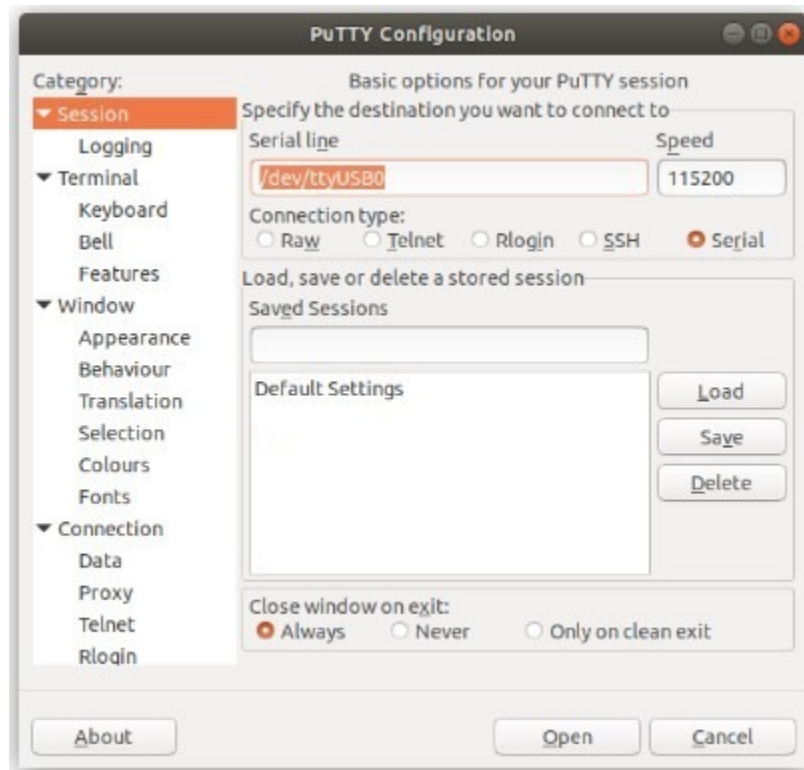 PuTTY Configuration
Category:
Session
Logging
Terminal
Keyboard
Bell
Features
Window
Appearance
Behaviour
Translation
Selection
Colours
Fonts
Connection
Data
Proxy
Telnet
Rlogin
Basic options for your PuTTY session
Specify the destination you want to connect to
Serial line Speed
/dev/ttyUSB0 115200
Connection type:
Raw Telnet Rlogin SSH Serial
Load, save or delete a stored session
Saved Sessions
Default Settings
Load
Save
Delete
Close window on exit:
Always Never Only on clean exit
About Open Cancel